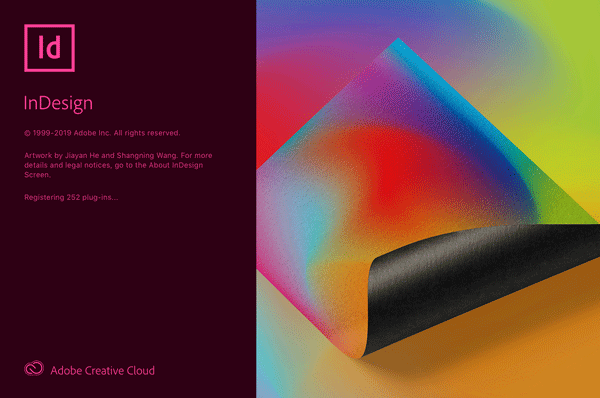 Id
InDesign
© 1999-2019 Adobe Inc. All rights reserved.
Artwork by Jiayan He and Shangning Wang. For more
details and legal notices, go to the About InDesign
Screen.
Registering 252 plug-ins...
Adobe Creative Cloud